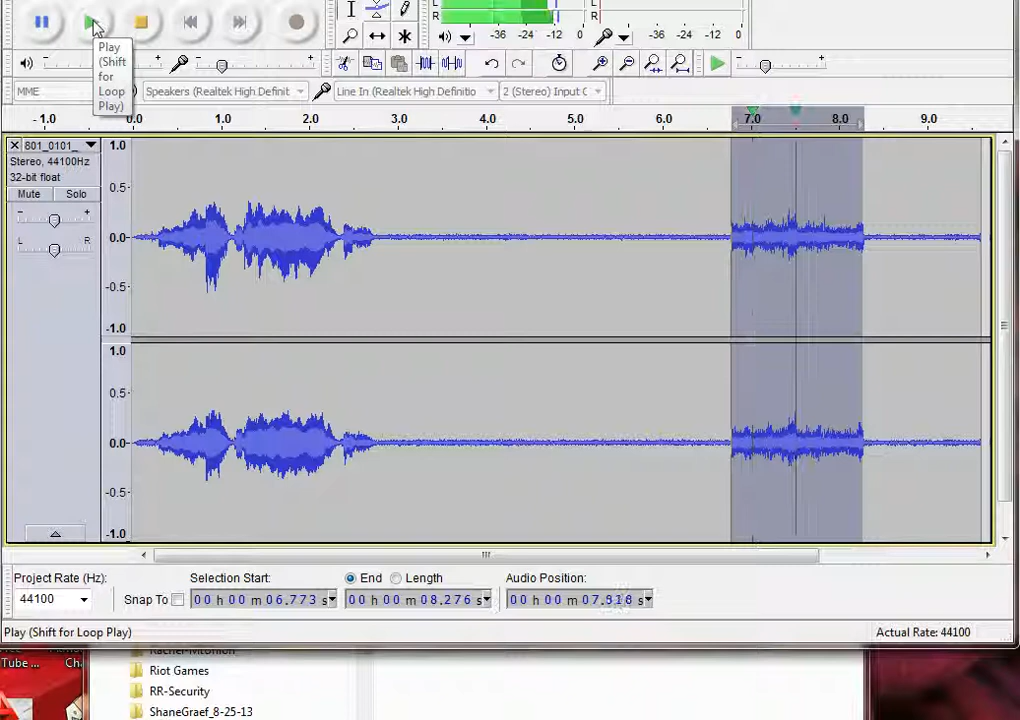 L
R
-36 -24 -12 0
L
R
-36 -24 -12 0
Play
(Shift
for
Loop
Play)
MME
Speakers (Realtek High Definit
Line In (Realtek High Definitio
2 (Stereo) Input C
-1.0 0.0 1.0 2.0 3.0 4.0 5.0 6.0 7.0 8.0 9.0
801_0101_
Stereo, 44100Hz
32-bit float
Mute Solo
- +
L R
1.0
0.5-
0.0-
-0.5-
-1.0
1.0
0.5-
0.0-
-0.5-
-1.0
Project Rate (Hz):
44100
Snap To
Selection Start:
00 h 00 m 06.773 s
End
Length
00 h 00 m 08.276 s
Audio Position:
00 h 00 m
Play (Shift for Loop Play)
Actual Rate: 44100
Tube ...
Ch.
Riot Games
RR-Security
ShaneGraef_8-25-13